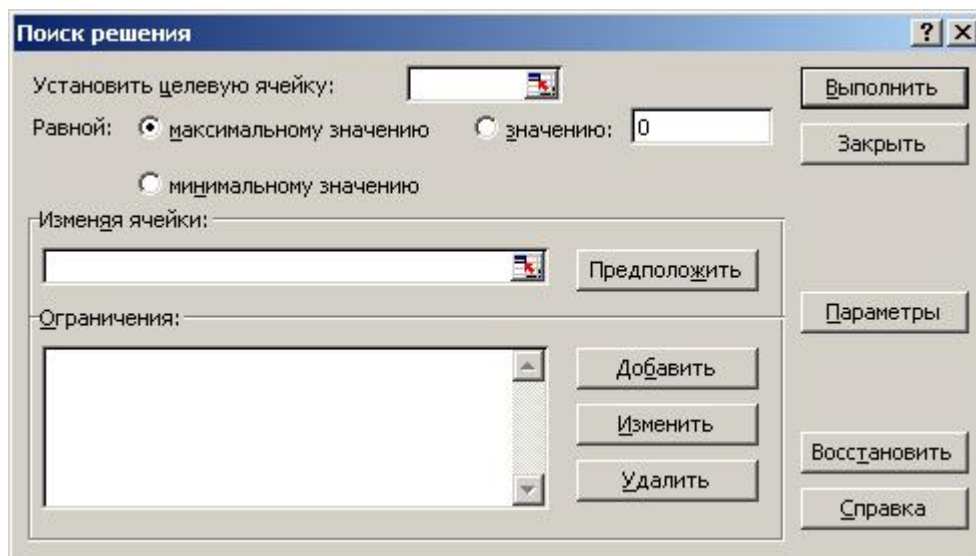 Поиск решения
Установить целевую ячейку:
Выполнить
Равной: максимальному значению значению: 0
Закрыть
минимальному значению
Изменяя ячейки:
Предположить
Параметры
Ограничения:
Добавить
Изменить
Восстановить
Удалить
Справка